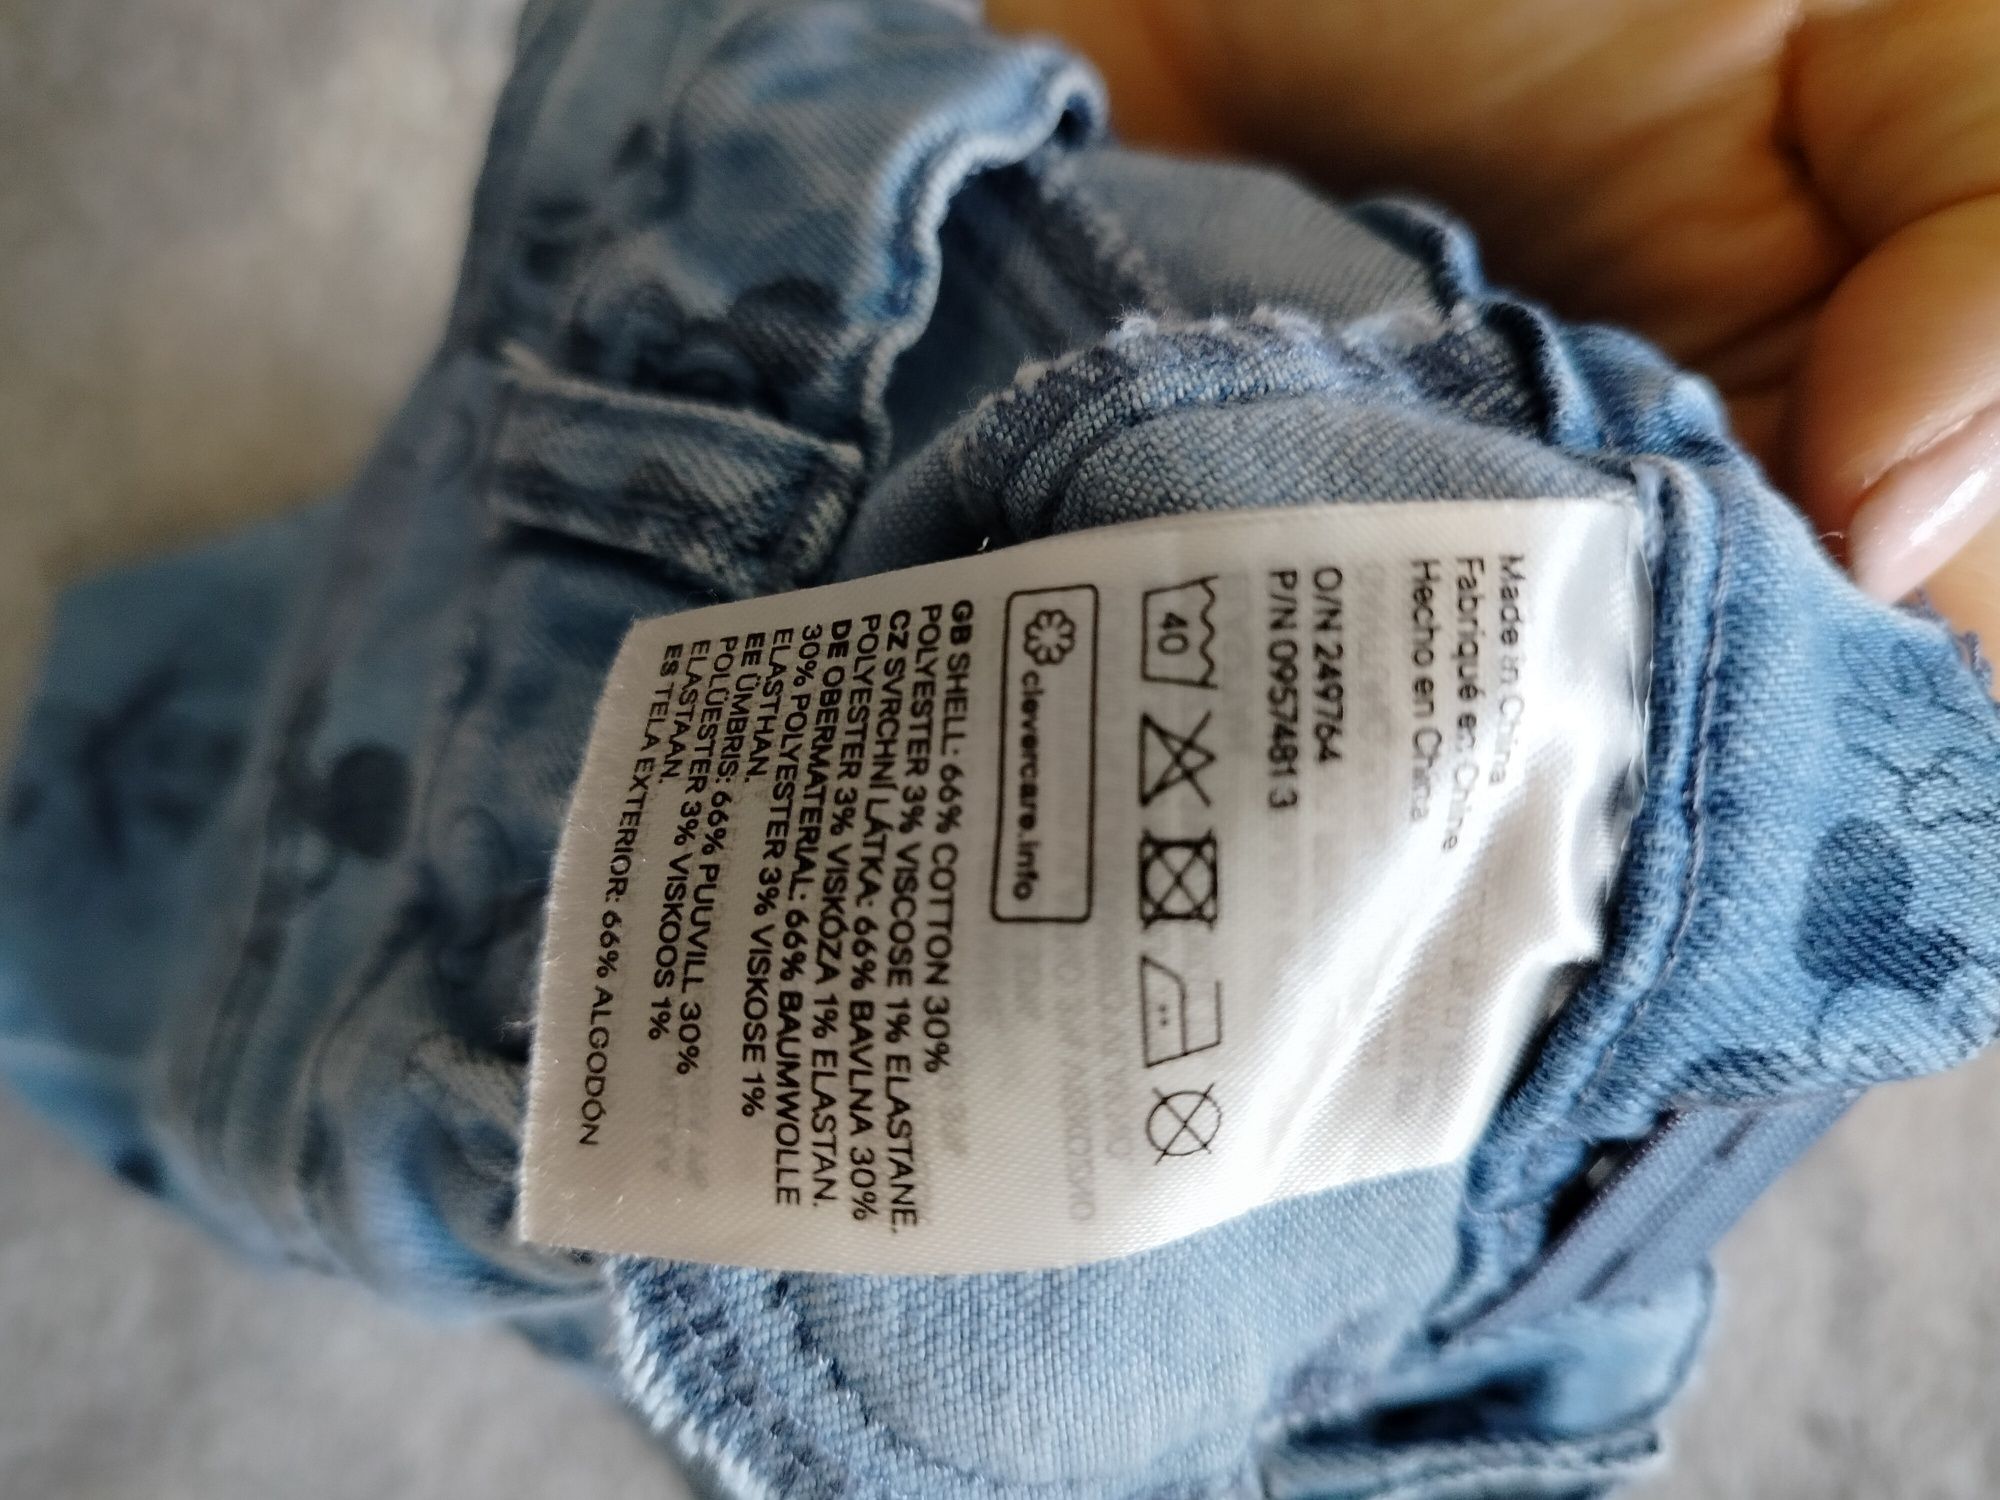 Made in China
Fabriqué en Chine
Hecho en China
O/N 249764
P/N 09574813
40
clevercare.info
GB SHELL: 66% COTTON 30%
POLYESTER 3% VISCOSE 1% ELASTANE.
CZ SVRCHNÍ LÁTKA: 66% BAVLNA 30%
POLYESTER 3% VISKÓZA 1% ELASTAN.
DE OBERMATERIAL: 66% BAUMWOLLE
30% POLYESTER 3% VISKOSE 1%
ELASTHAN.
EE ÜMBRIS: 66% PUUVILL 30%
POLÜESTER 3% VISKOOS 1%
ELASTAAN.
ES TELA EXTERIOR: 66% ALGODÓN